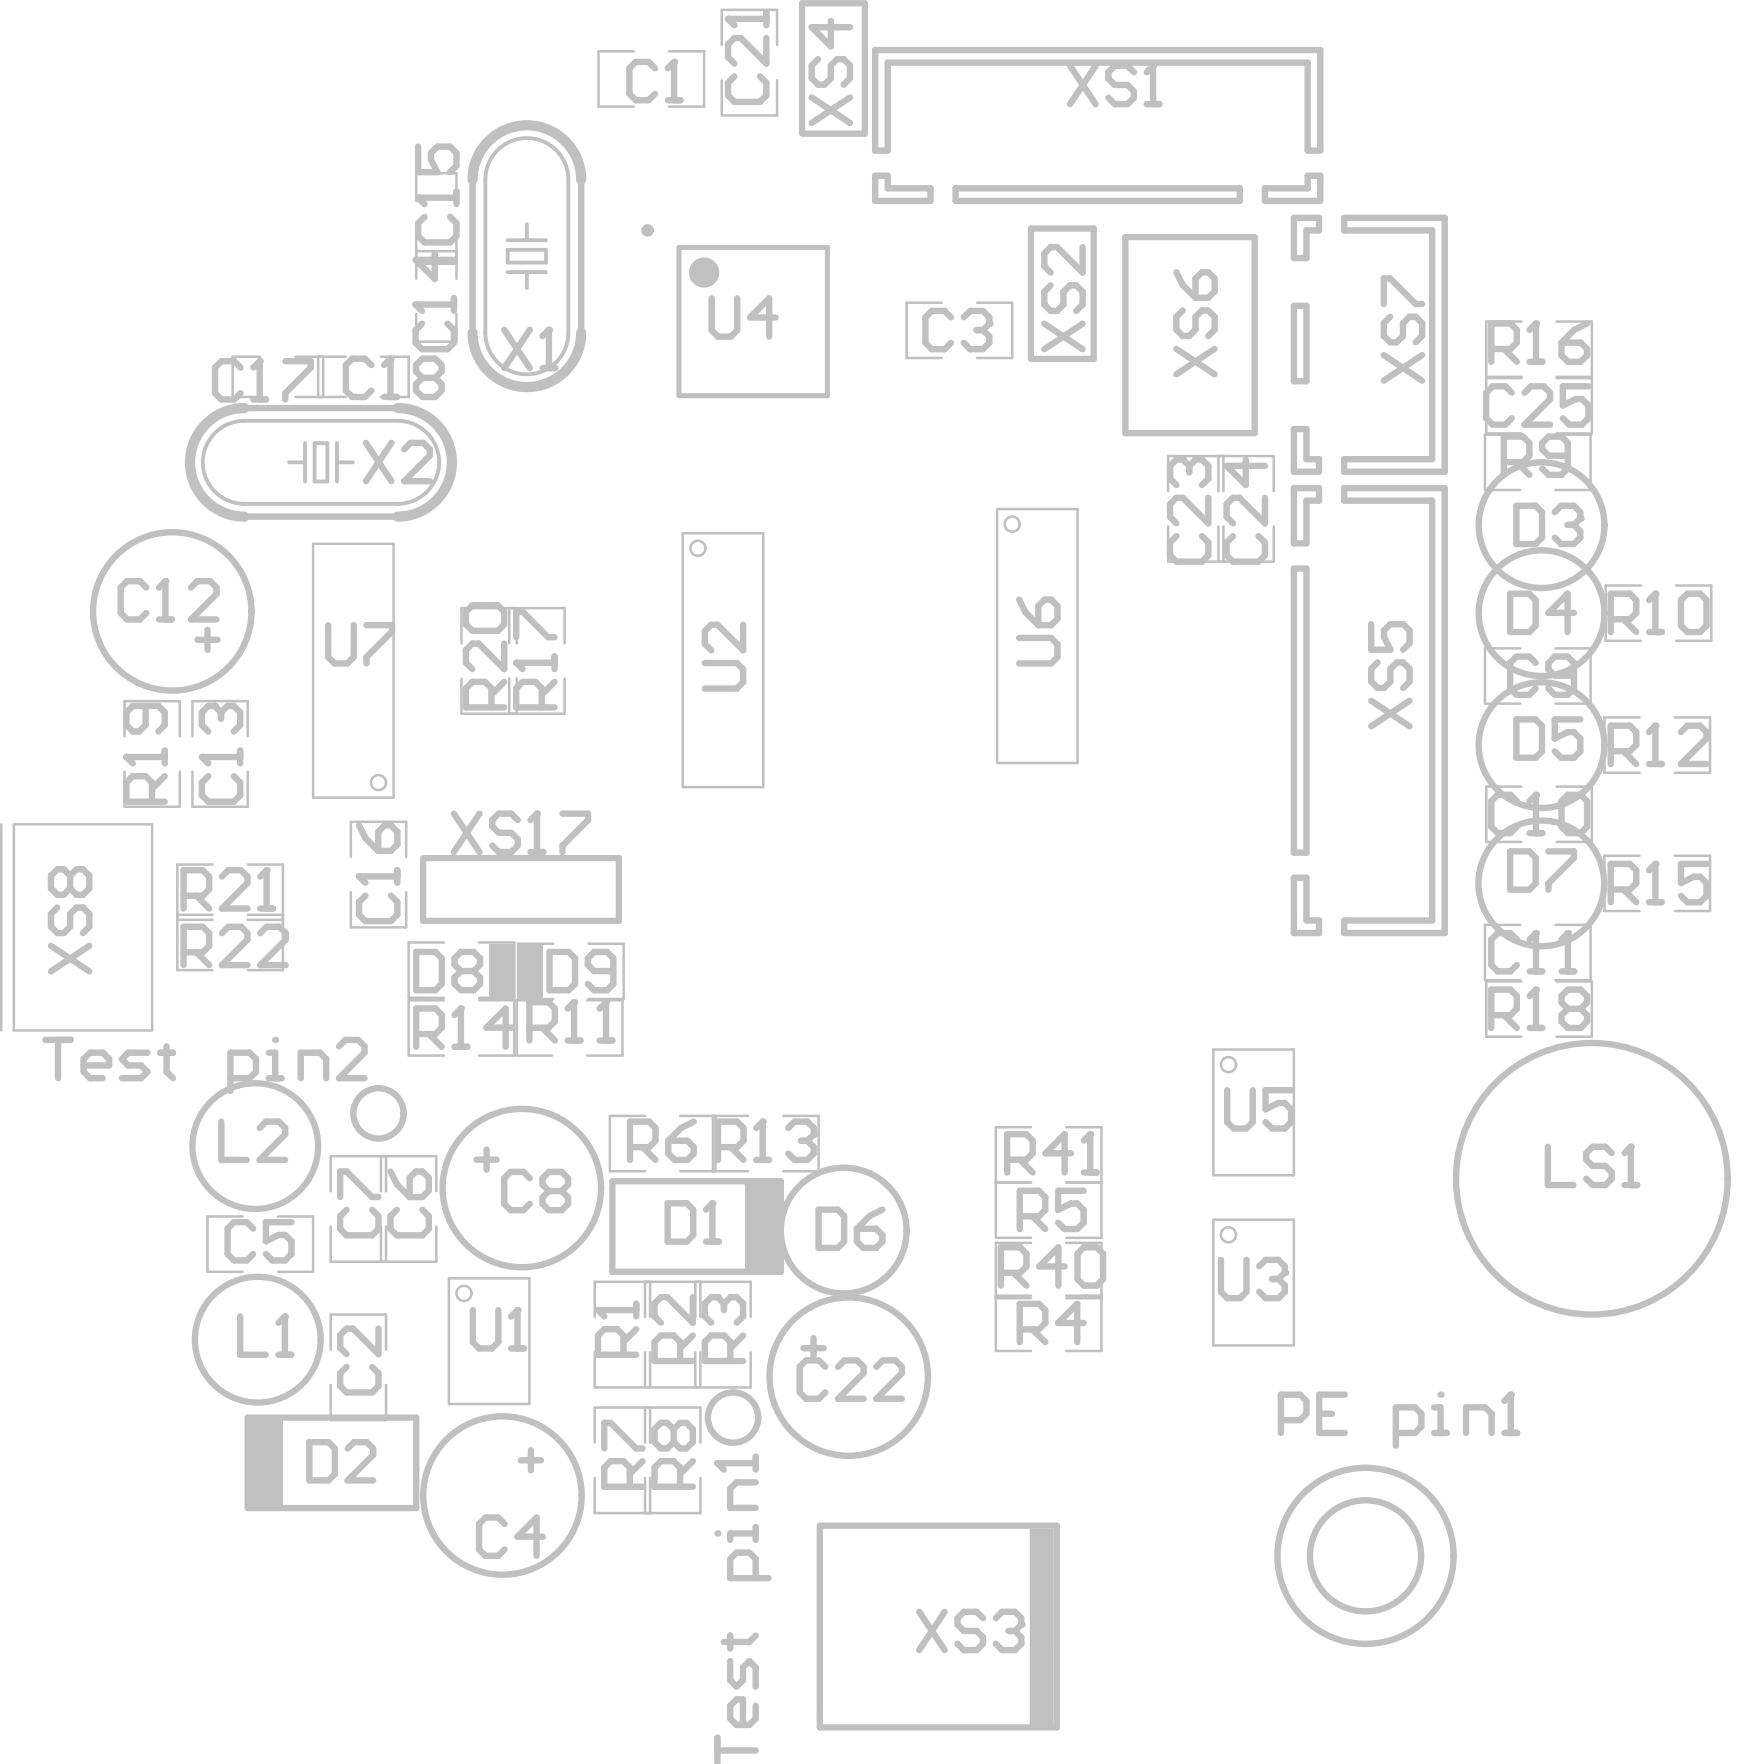 C21
XS4
C1
XS1
C15
XS2
XS6
XS7
C14
U4
C3
X1
R16
C17
C18
C25
X2
R9
C23
C24
D3
C12
+
U7
R20
R17
U2
U6
XS5
D4
R10
C9
R19
C13
D5
R12
XS17
C10
XS8
R21
C16
D7
R15
R22
D8
D9
C11
R14
R11
R18
Test pin2
U5
L2
R6
R13
R41
LS1
C7
C6
+
C8
R5
C5
D1
D6
R40
U3
L1
C2
U1
R1
R2
R3
R4
+
C22
D2
R7
R8
PE pin1
+
C4
Test pin1
XS3